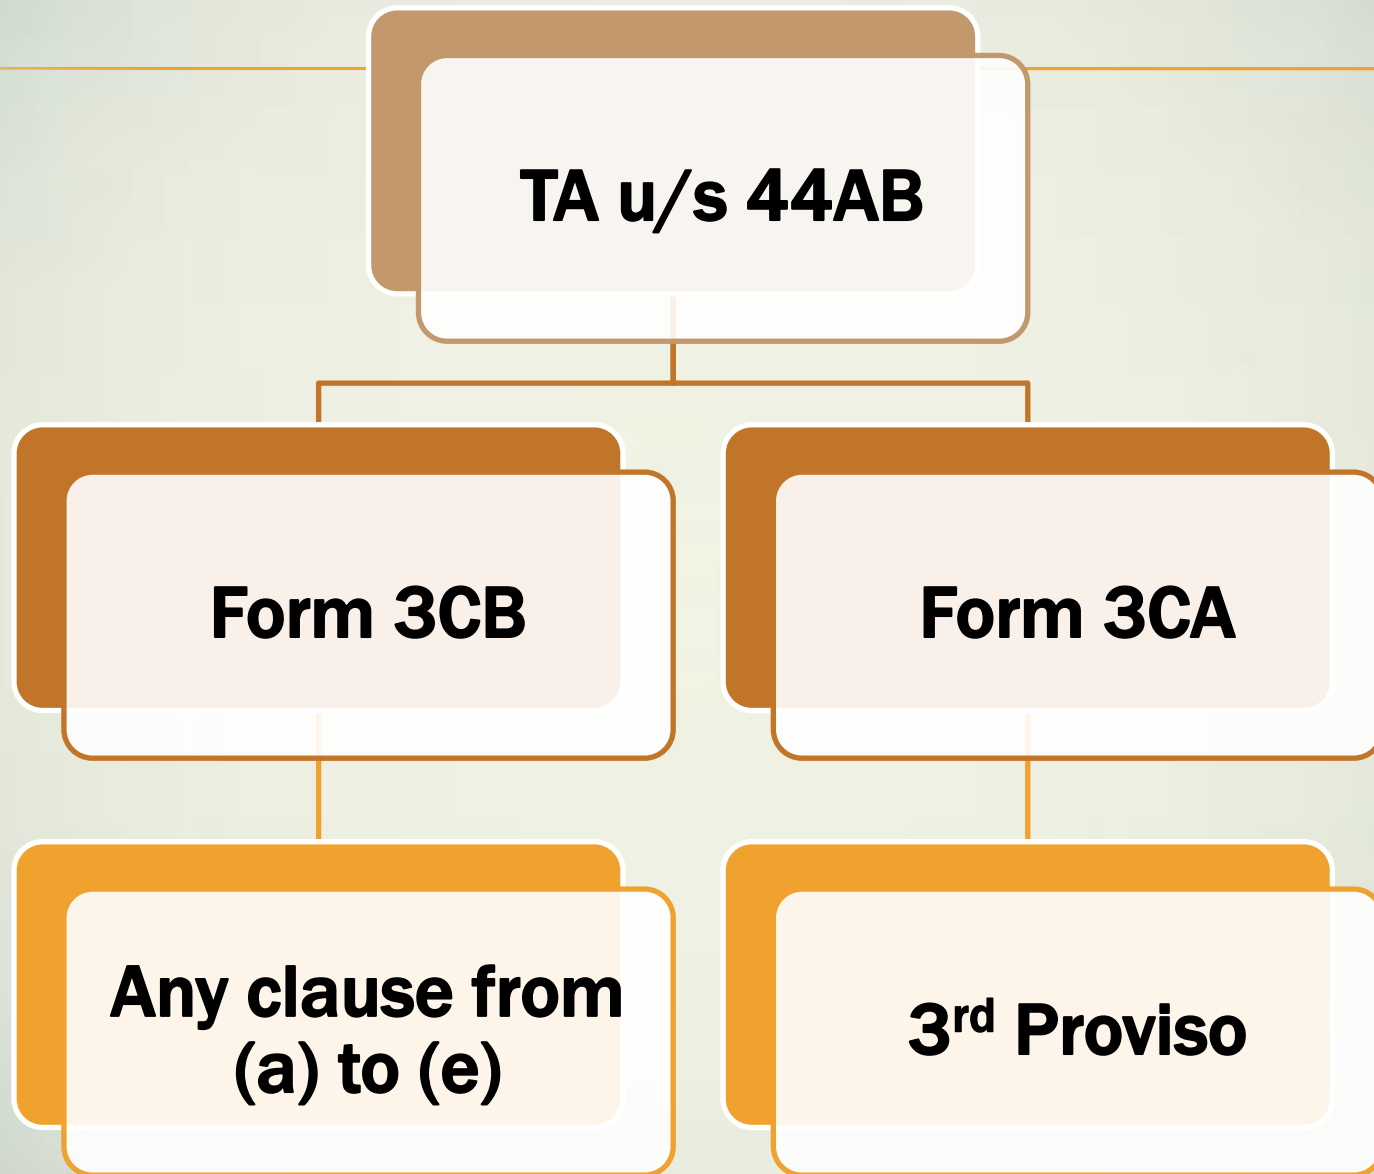 TA u/s 44AB
Form 3CB
Form 3CA
Any clause from
(a) to (e)
3rd Proviso